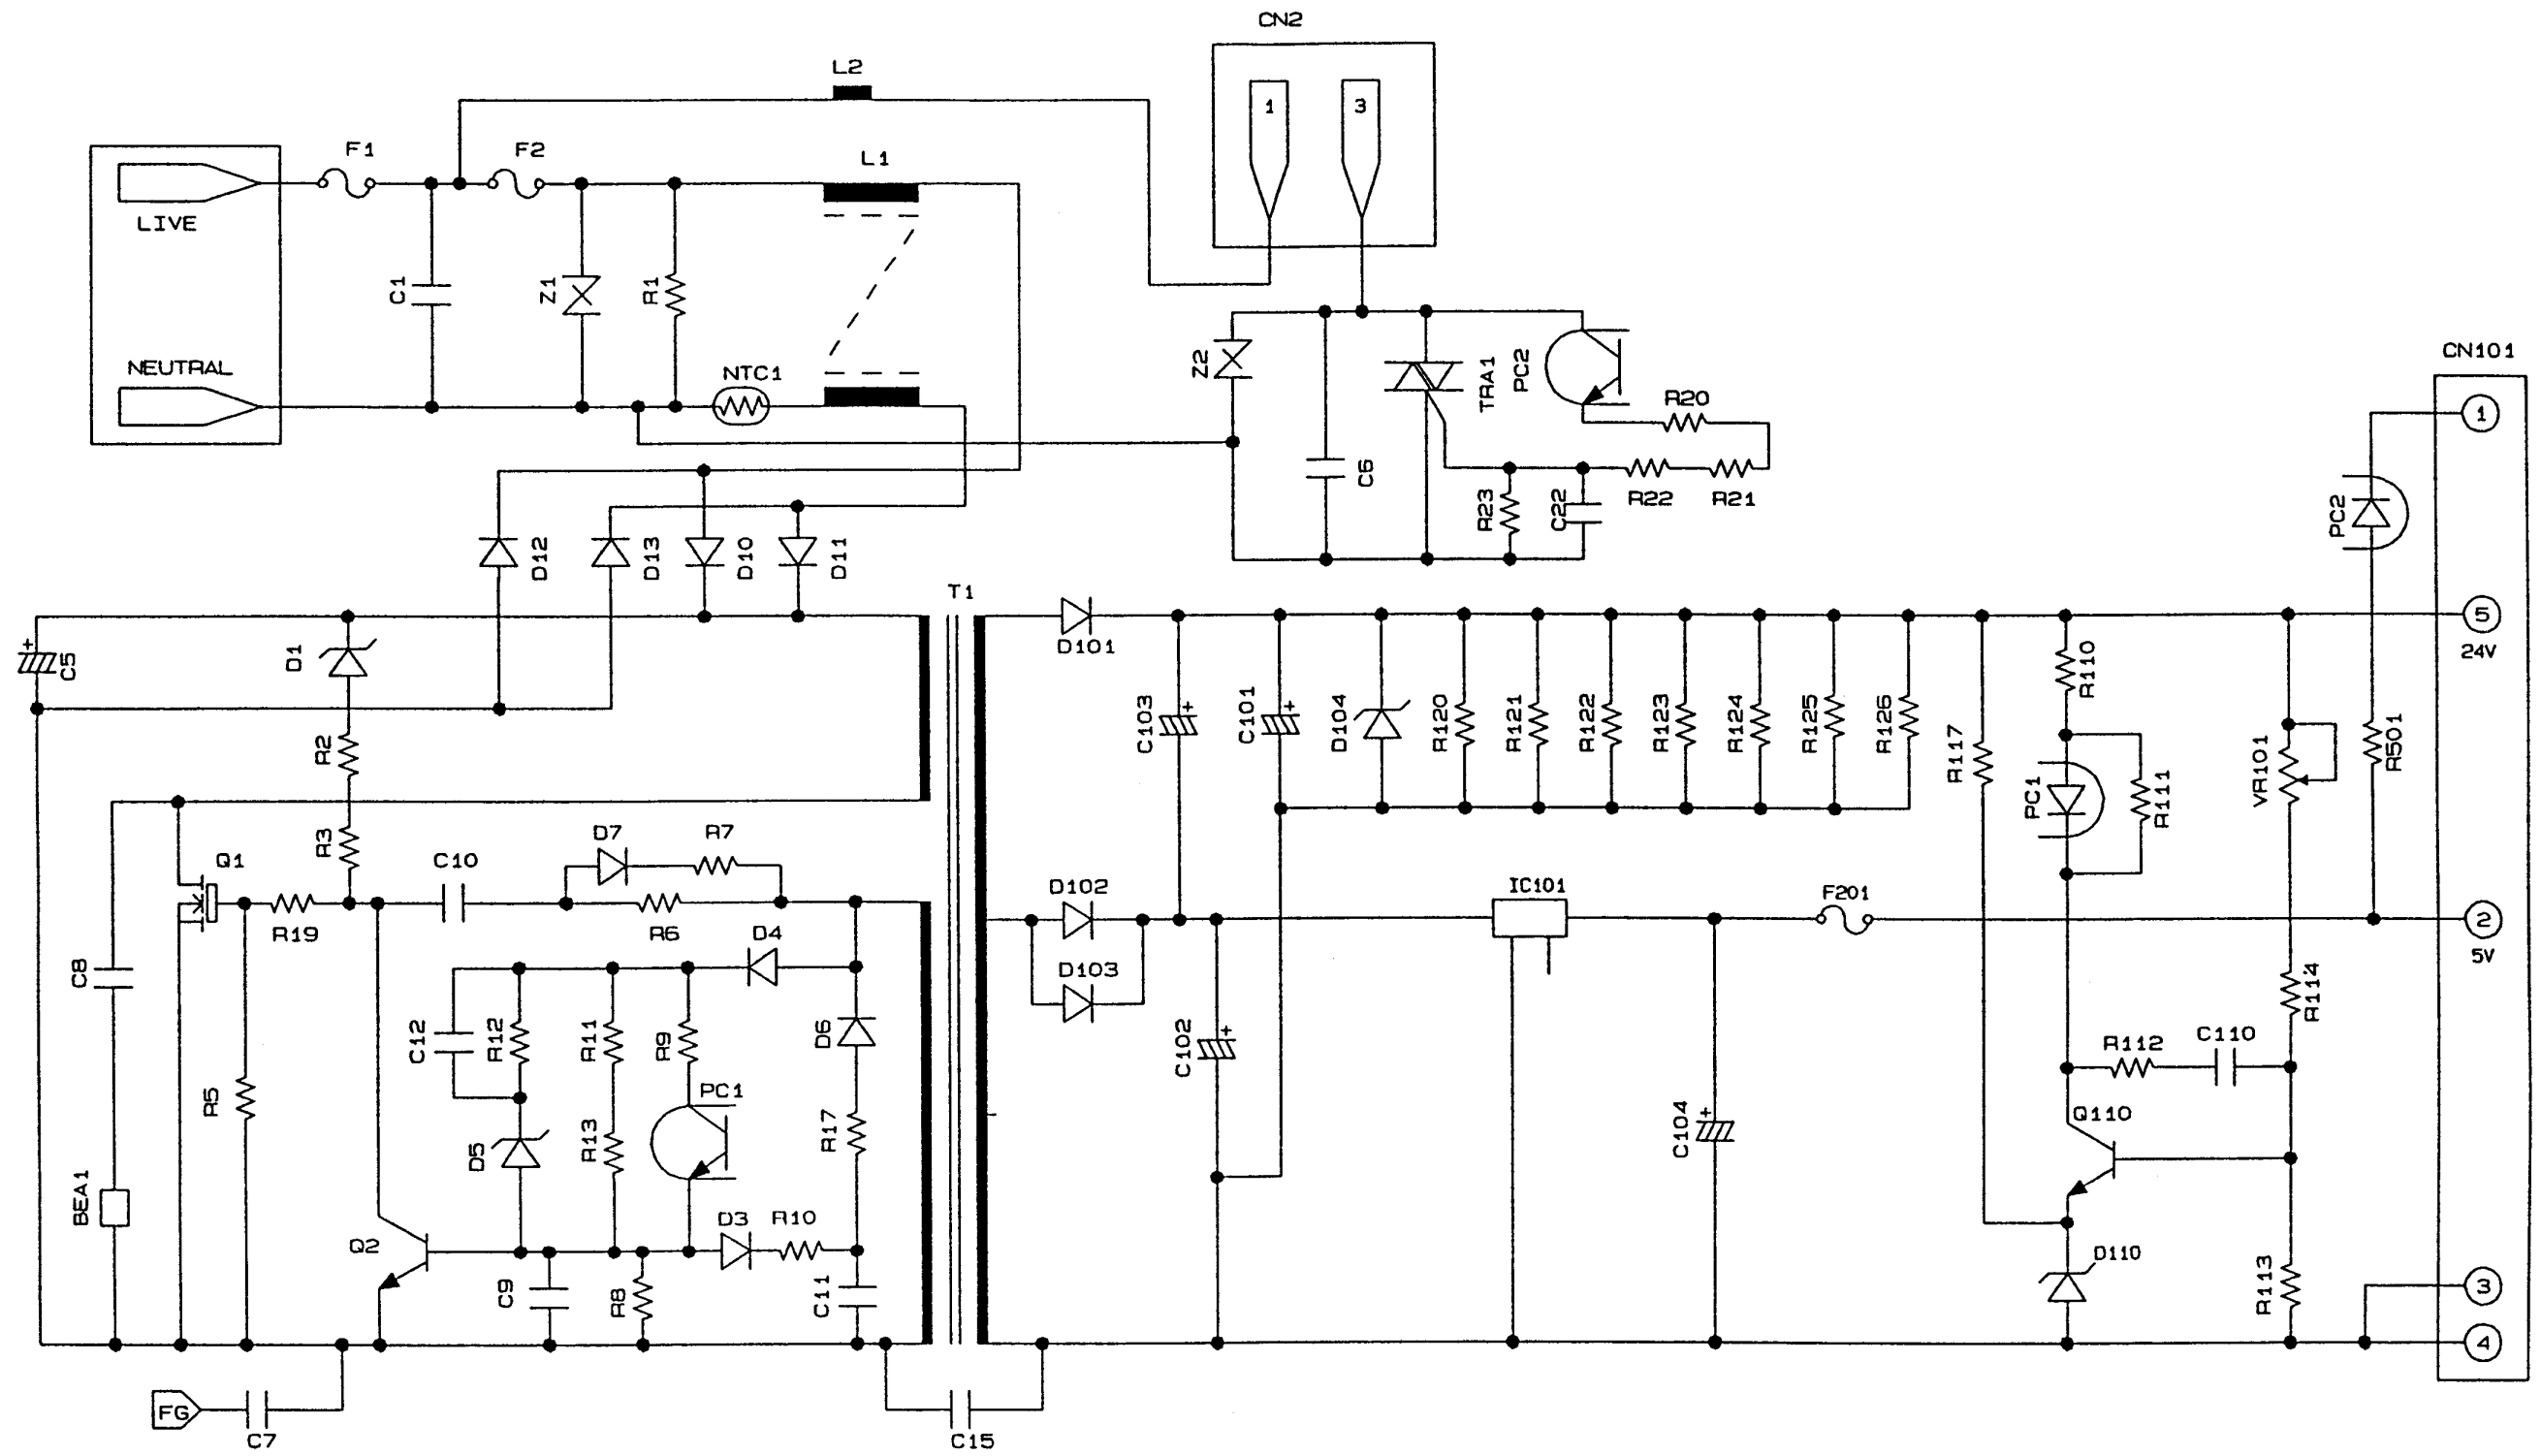 CN2
L2
1
3
F1
F2
L1
LIVE
C1
Z1
R1
NEUTRAL
NTC1
Z2
C6
TRA1
PC2
R20
R23
C22
R22
R21
CN101
1
PC2
D12
D13
D10
D11
T1
D101
5
24V
C5
D1
R2
R3
C103
C101
D104
R120
R121
R122
R123
R124
R125
R126
R117
R110
PC1
R111
VR101
R501
Q1
R19
C10
D7
R7
R6
D4
D102
D103
IC101
F201
2
5V
C8
R5
C12
R12
R11
R9
D6
C102
R114
R112
C110
BEA1
D5
R13
PC1
R17
C104
Q110
Q2
C9
R8
D3
R10
C11
D110
R113
3
4
FG
C7
C15